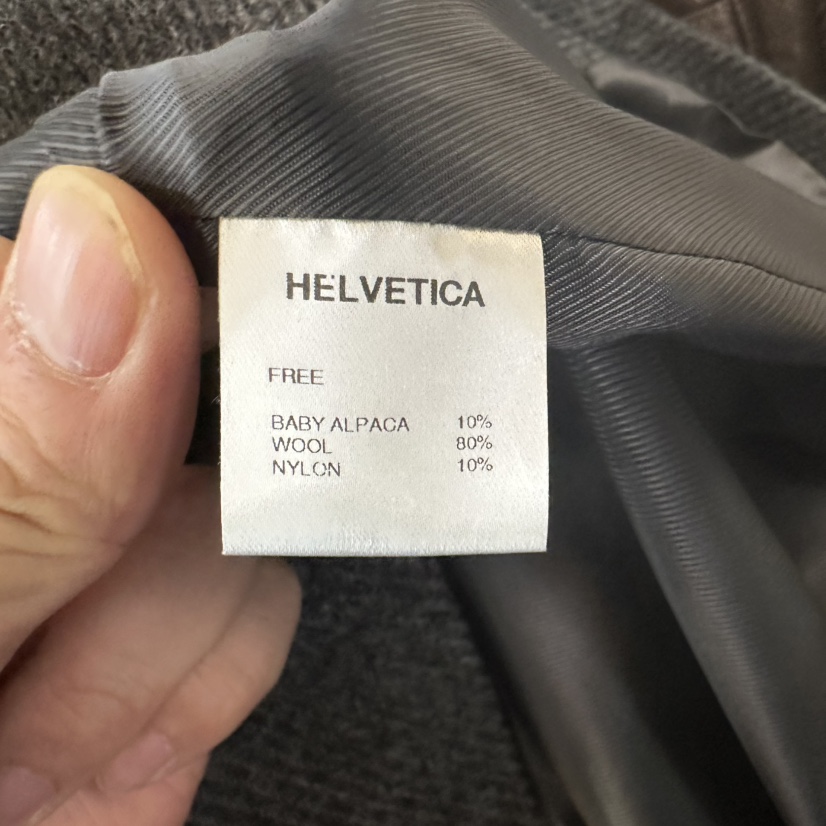 HELVETICA
FREE
BABY ALPACA 10%
WOOL 80%
NYLON 10%